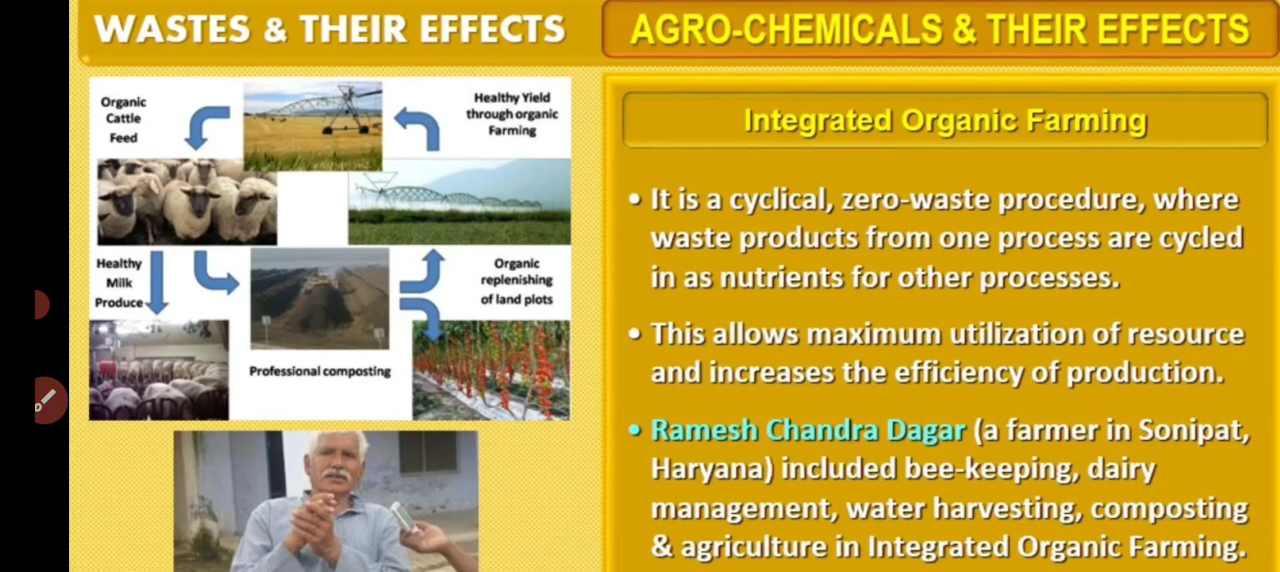 WASTES & THEIR EFFECTS
Organic
Cattle
Feed
Healthy Yield
through organic
Farming
Healthy
Milk
Produce
Organic
replenishing
of land plots
Professional composting
AGRO-CHEMICALS & THEIR EFFECTS
Integrated Organic Farming
• It is a cyclical, zero-waste procedure, where
waste products from one process are cycled
in as nutrients for other processes.
• This allows maximum utilization of resource
and increases the efficiency of production.
• Ramesh Chandra Dagar (a farmer in Sonipat,
Haryana) included bee-keeping, dairy
management, water harvesting, composting
& agriculture in Integrated Organic Farming.